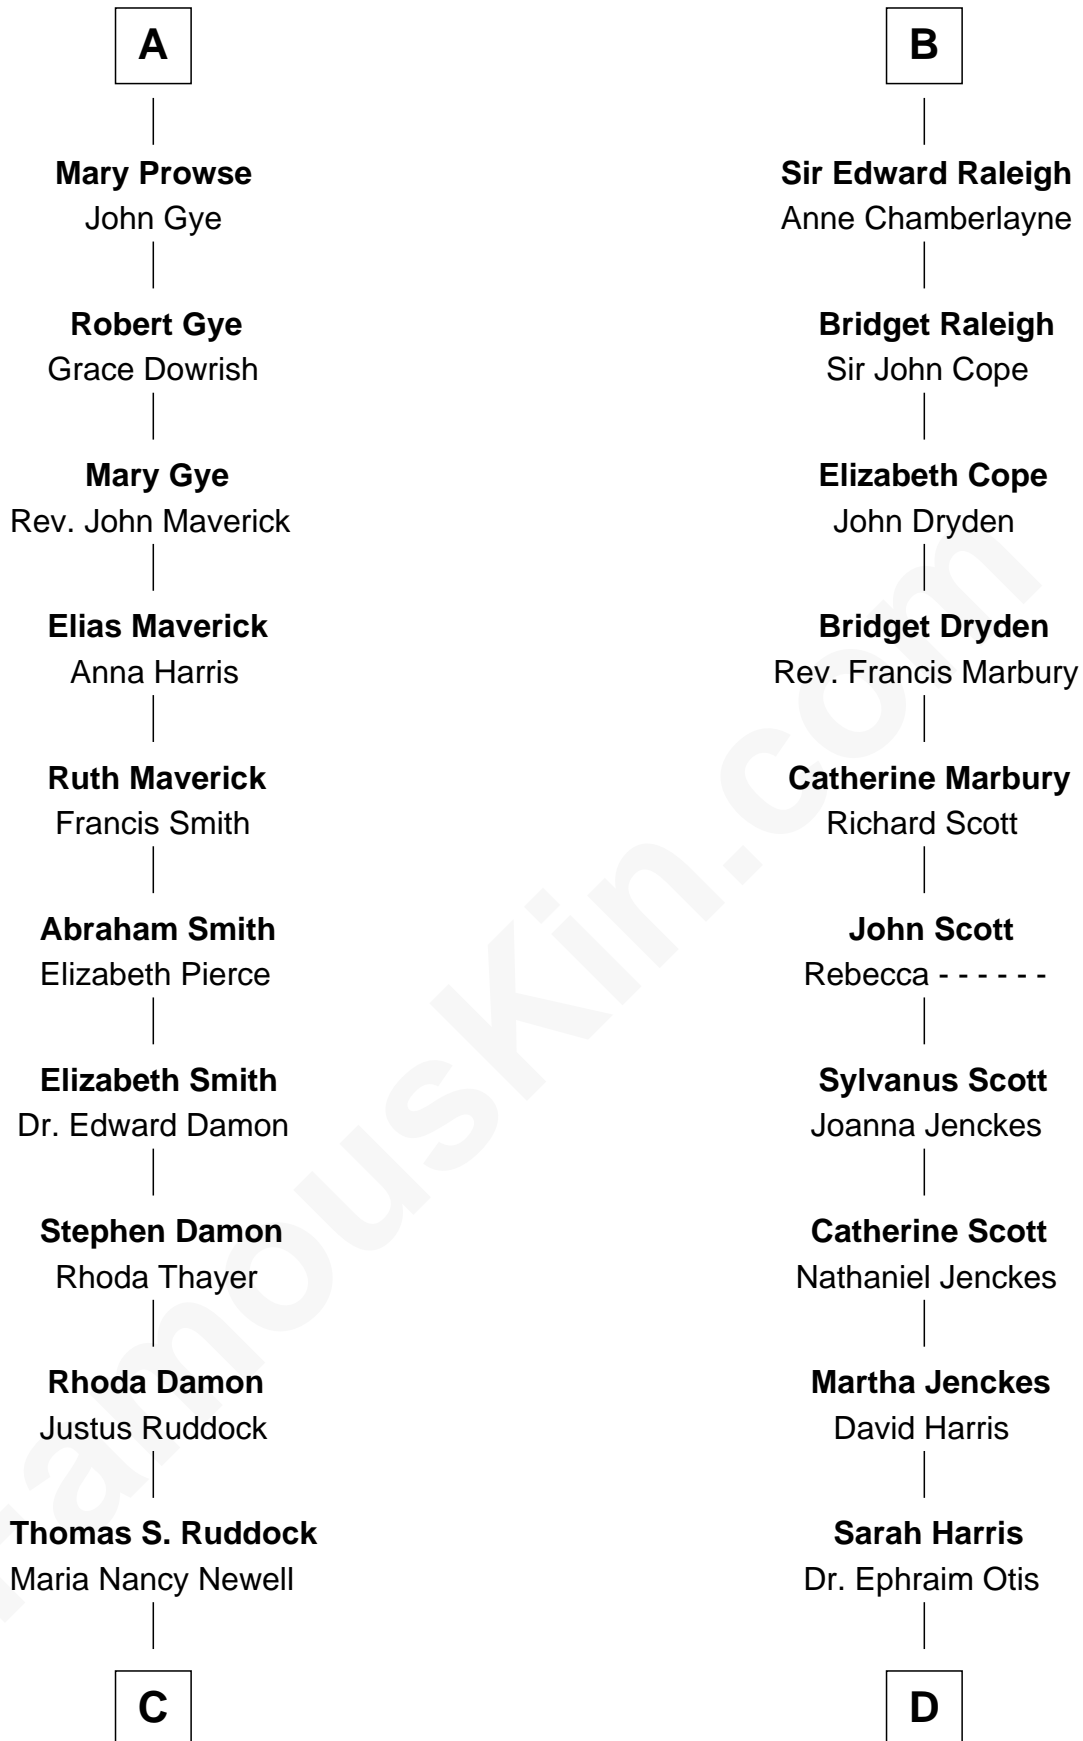 A
Mary Prowse
John Gye
Robert Gye
Grace Dowrish
Mary Gye
Rev. John Maverick
Elias Maverick
Anna Harris
Ruth Maverick
Francis Smith
Abraham Smith
Elizabeth Pierce
Elizabeth Smith
Dr. Edward Damon
Stephen Damon
Rhoda Thayer
Rhoda Damon
Justus Ruddock
Thomas S. Ruddock
Maria Nancy Newell
C
B
Sir Edward Raleigh
Anne Chamberlayne
Bridget Raleigh
Sir John Cope
Elizabeth Cope
John Dryden
Bridget Dryden
Rev. Francis Marbury
Catherine Marbury
Richard Scott
John Scott
Rebecca - - - - - -
Sylvanus Scott
Joanna Jenckes
Catherine Scott
Nathaniel Jenckes
Martha Jenckes
David Harris
Sarah Harris
Dr. Ephraim Otis
D
FamousKin.com